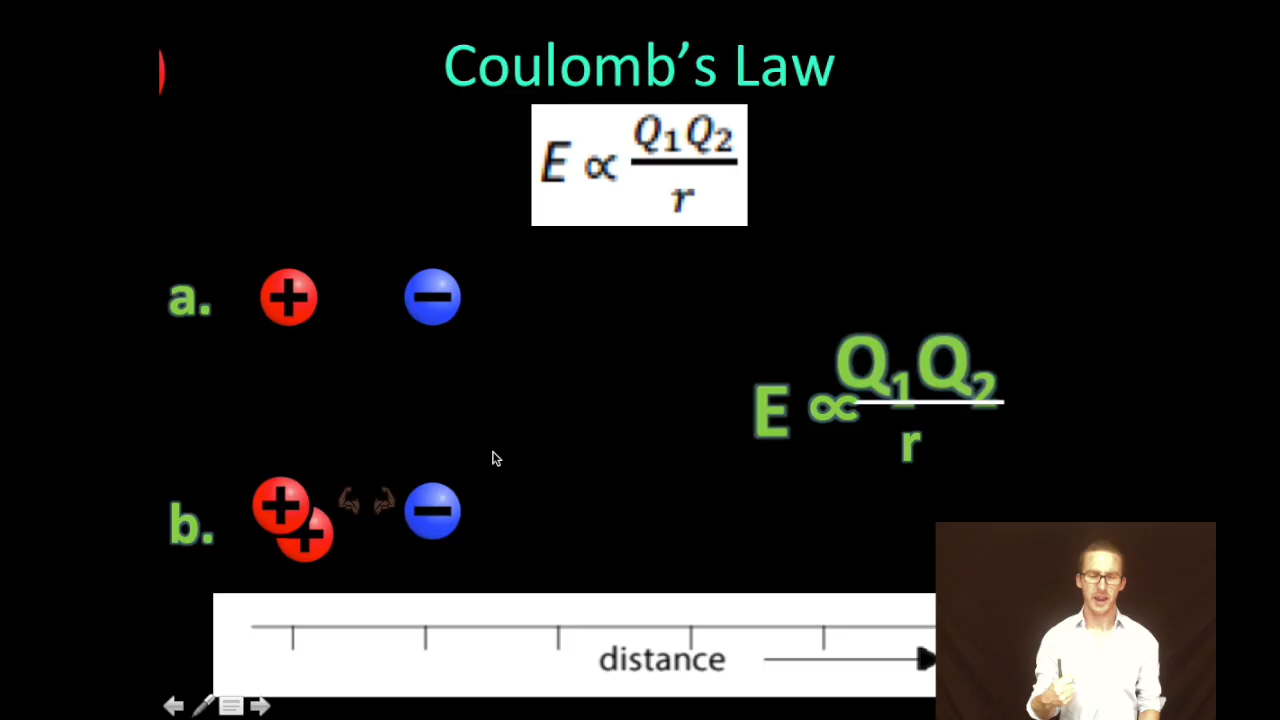 Coulomb’s Law
E ∝ Q₁Q₂
r
a. + −
E ∝ Q₁Q₂
r
b. + + −
distance